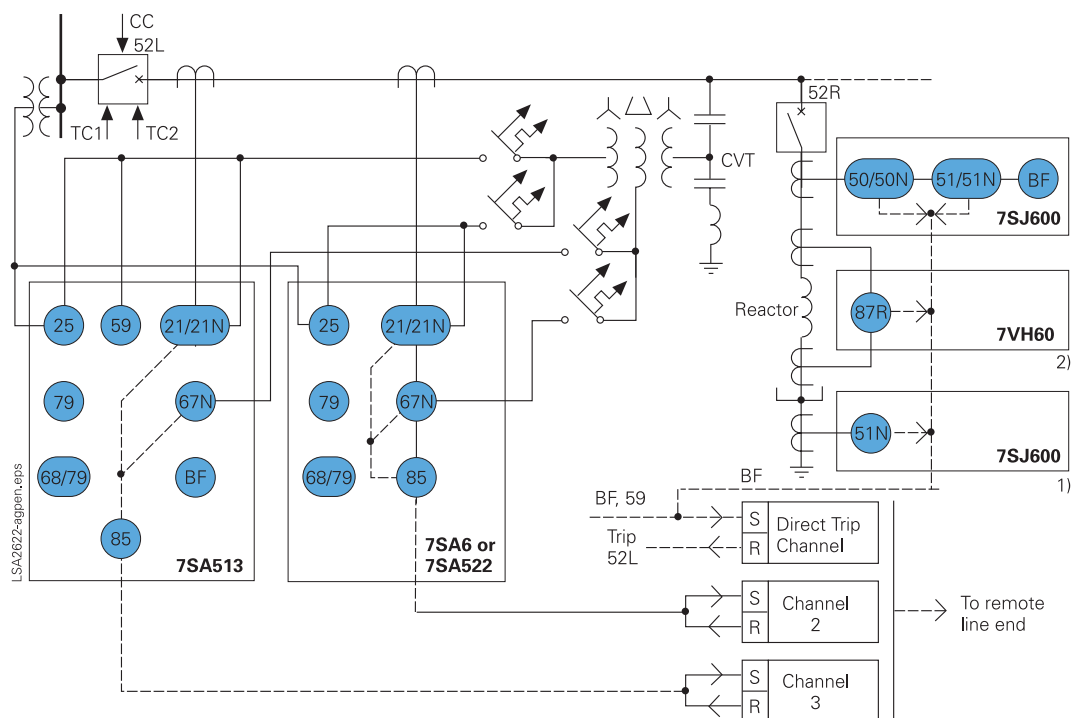 CC
52L
TC1
TC2
52R
CVT
50/50N
51/51N
BF
7SJ600
Reactor
87R
7VH60
2)
51N
7SJ600
1)
25
59
21/21N
79
67N
68/79
BF
85
7SA513
25
21/21N
79
67N
68/79
85
7SA6 or
7SA522
LSA2622-agpen.eps
BF
BF, 59
Trip
52L
S
R
Direct Trip
Channel
S
R
Channel
2
To remote
line end
S
R
Channel
3